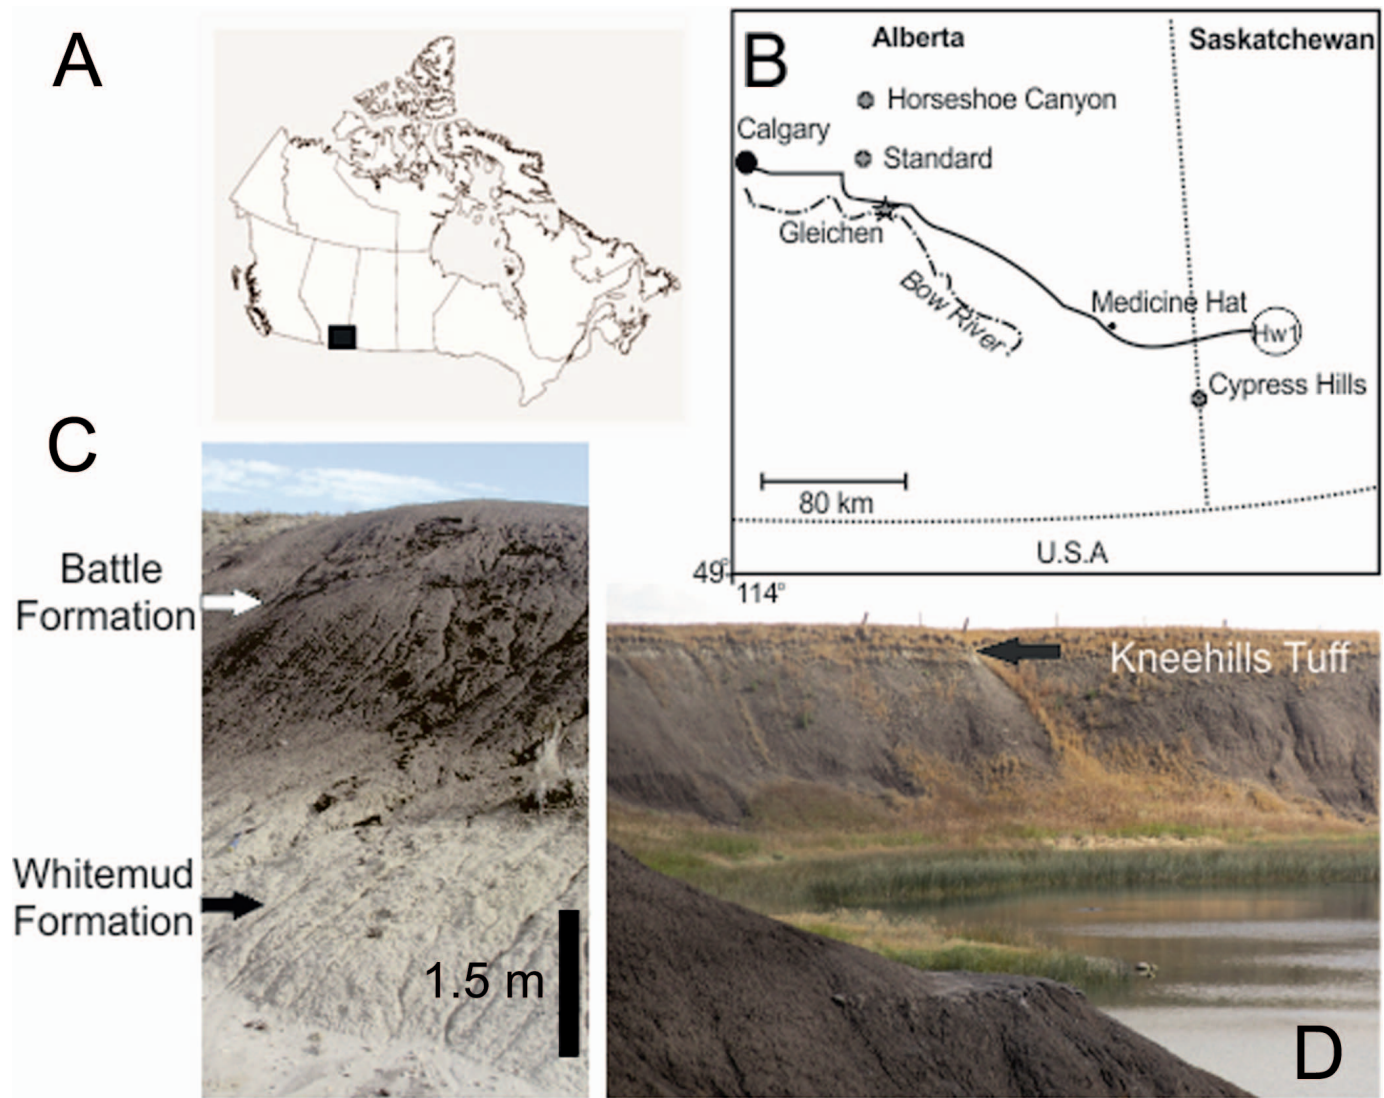 A
B
Alberta
Saskatchewan
Horseshoe Canyon
Calgary
Standard
Gleichen
Bow River
Medicine Hat
Hw1
Cypress Hills
80 km
U.S.A
49°
114°
C
Battle
Formation
Whitemud
Formation
1.5 m
Kneehills Tuff
D